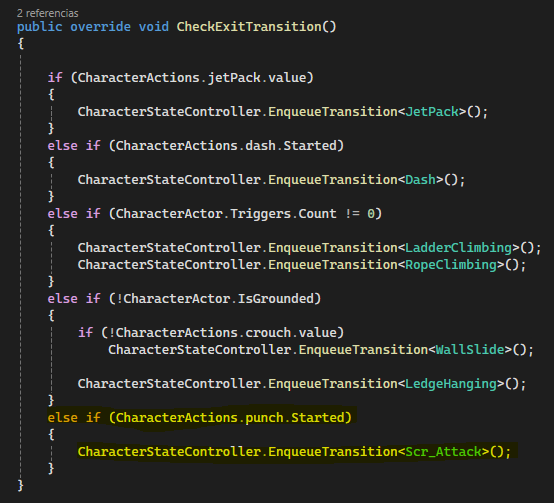 2 referencias
public override void CheckExitTransition()
{
if (CharacterActions.jetPack.value)
{
CharacterStateController.EnqueueTransition<JetPack>();
}
else if (CharacterActions.dash.Started)
{
CharacterStateController.EnqueueTransition<Dash>();
}
else if (CharacterActor.Triggers.Count != 0)
{
CharacterStateController.EnqueueTransition<LadderClimbing>();
CharacterStateController.EnqueueTransition<RopeClimbing>();
}
else if (!CharacterActor.IsGrounded)
{
if (!CharacterActions.crouch.value)
CharacterStateController.EnqueueTransition<WallSlide>();
CharacterStateController.EnqueueTransition<LedgeHanging>();
}
else if (CharacterActions.punch.Started)
{
CharacterStateController.EnqueueTransition<Scr_Attack>();
}
}